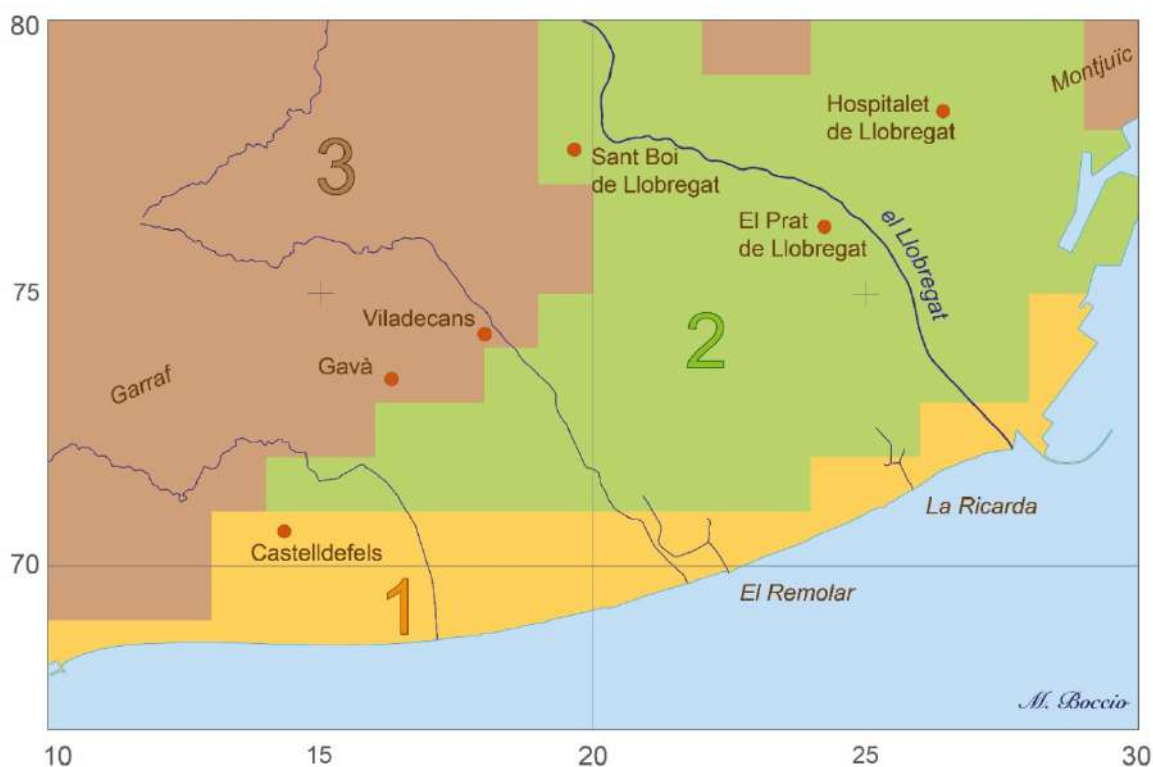 80
Montjuïc
Hospitalet
de Llobregat
3
Sant Boi
de Llobregat
El Prat
de Llobregat
el Llobregat
75
Viladecans
2
Gavà
Garraf
La Ricarda
Castelldefels
70
1
El Remolar
M. Boccio
10
15
20
25
30